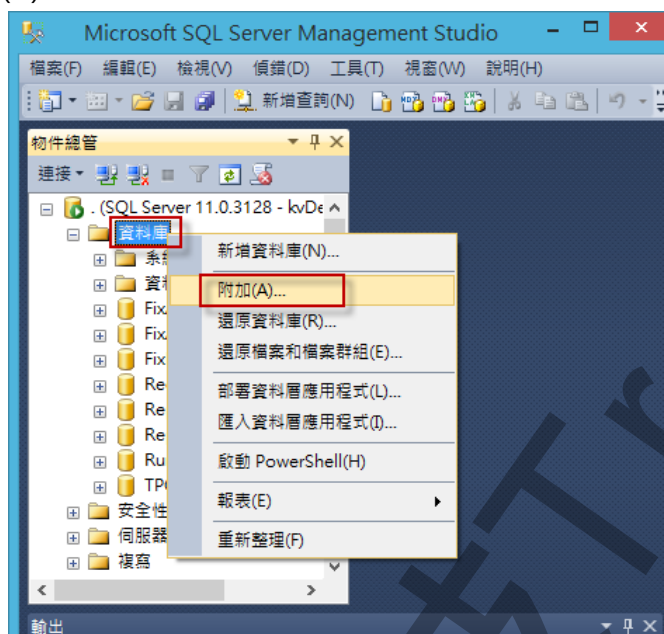 Microsoft SQL Server Management Studio
檔案(F) 編輯(E) 檢視(V) 偵錯(D) 工具(T) 視窗(W) 說明(H)
新增查詢(N)
物件總管
連接
. (SQL Server 11.0.3128 - kvDe
資料庫
新增資料庫(N)...
附加(A)...
Fix
還原資料庫(R)...
Fix
還原檔案和檔案群組(E)...
Fix
Re
部署資料層應用程式(L)...
Re
匯入資料層應用程式(I)...
Re
Ru
啟動 PowerShell(H)
TP
安全性
報表(E)
伺服器
重新整理(F)
複寫
輸出